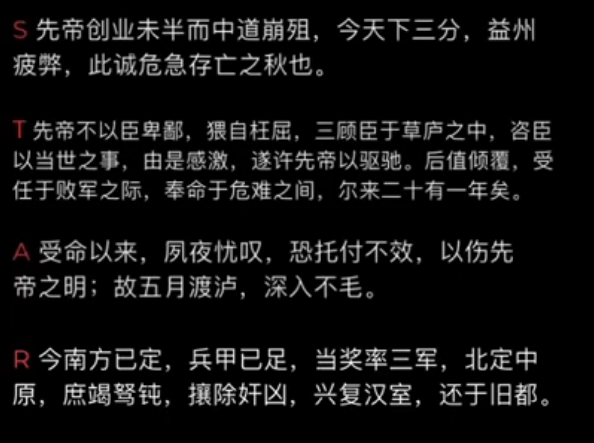 S 先帝创业未半而中道崩殂，今天下三分，益州
疲弊，此诚危急存亡之秋也。
T 先帝不以臣卑鄙，猥自枉屈，三顾臣于草庐之中，咨臣
以当世之事，由是感激，遂许先帝以驱驰。后值倾覆，受
任于败军之际，奉命于危难之间，尔来二十有一年矣。
A 受命以来，夙夜忧叹，恐托付不效，以伤先
帝之明；故五月渡泸，深入不毛。
R 今南方已定，兵甲已足，当奖率三军，北定中
原，庶竭驽钝，攘除奸凶，兴复汉室，还于旧都。